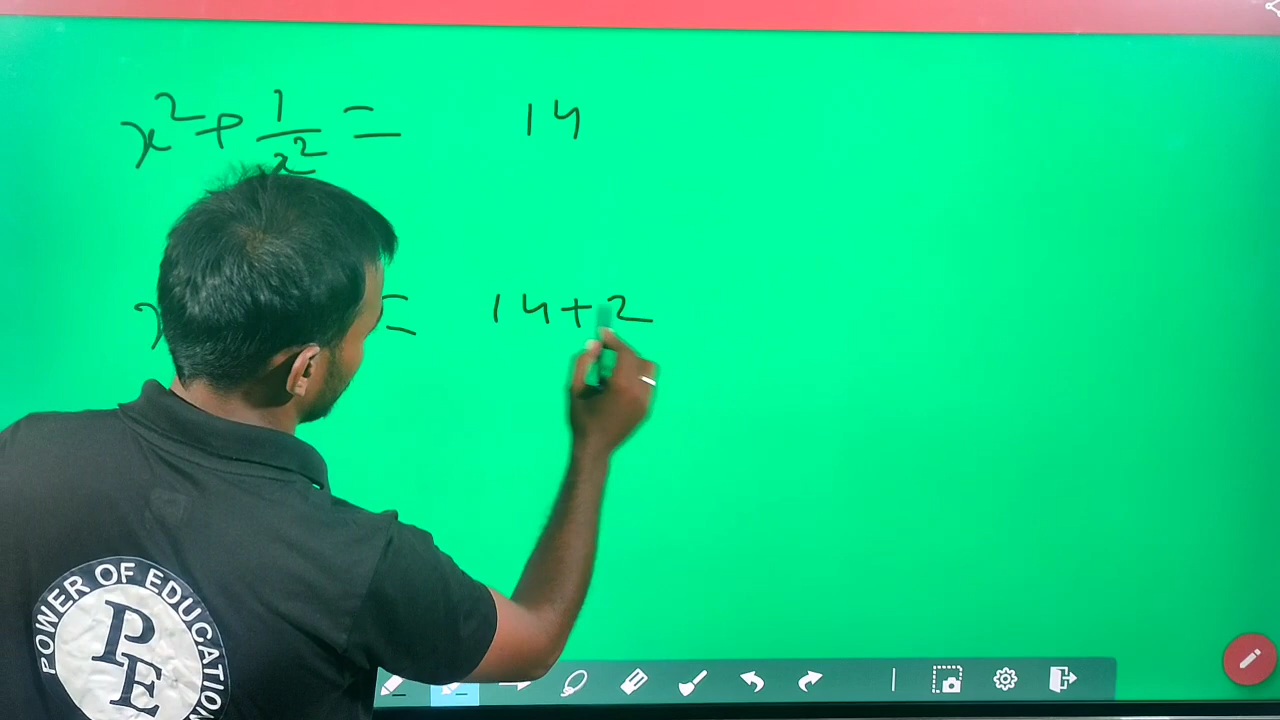 x² + 1/x² = 14
= 14+2
POWER OF EDUCATION
PE